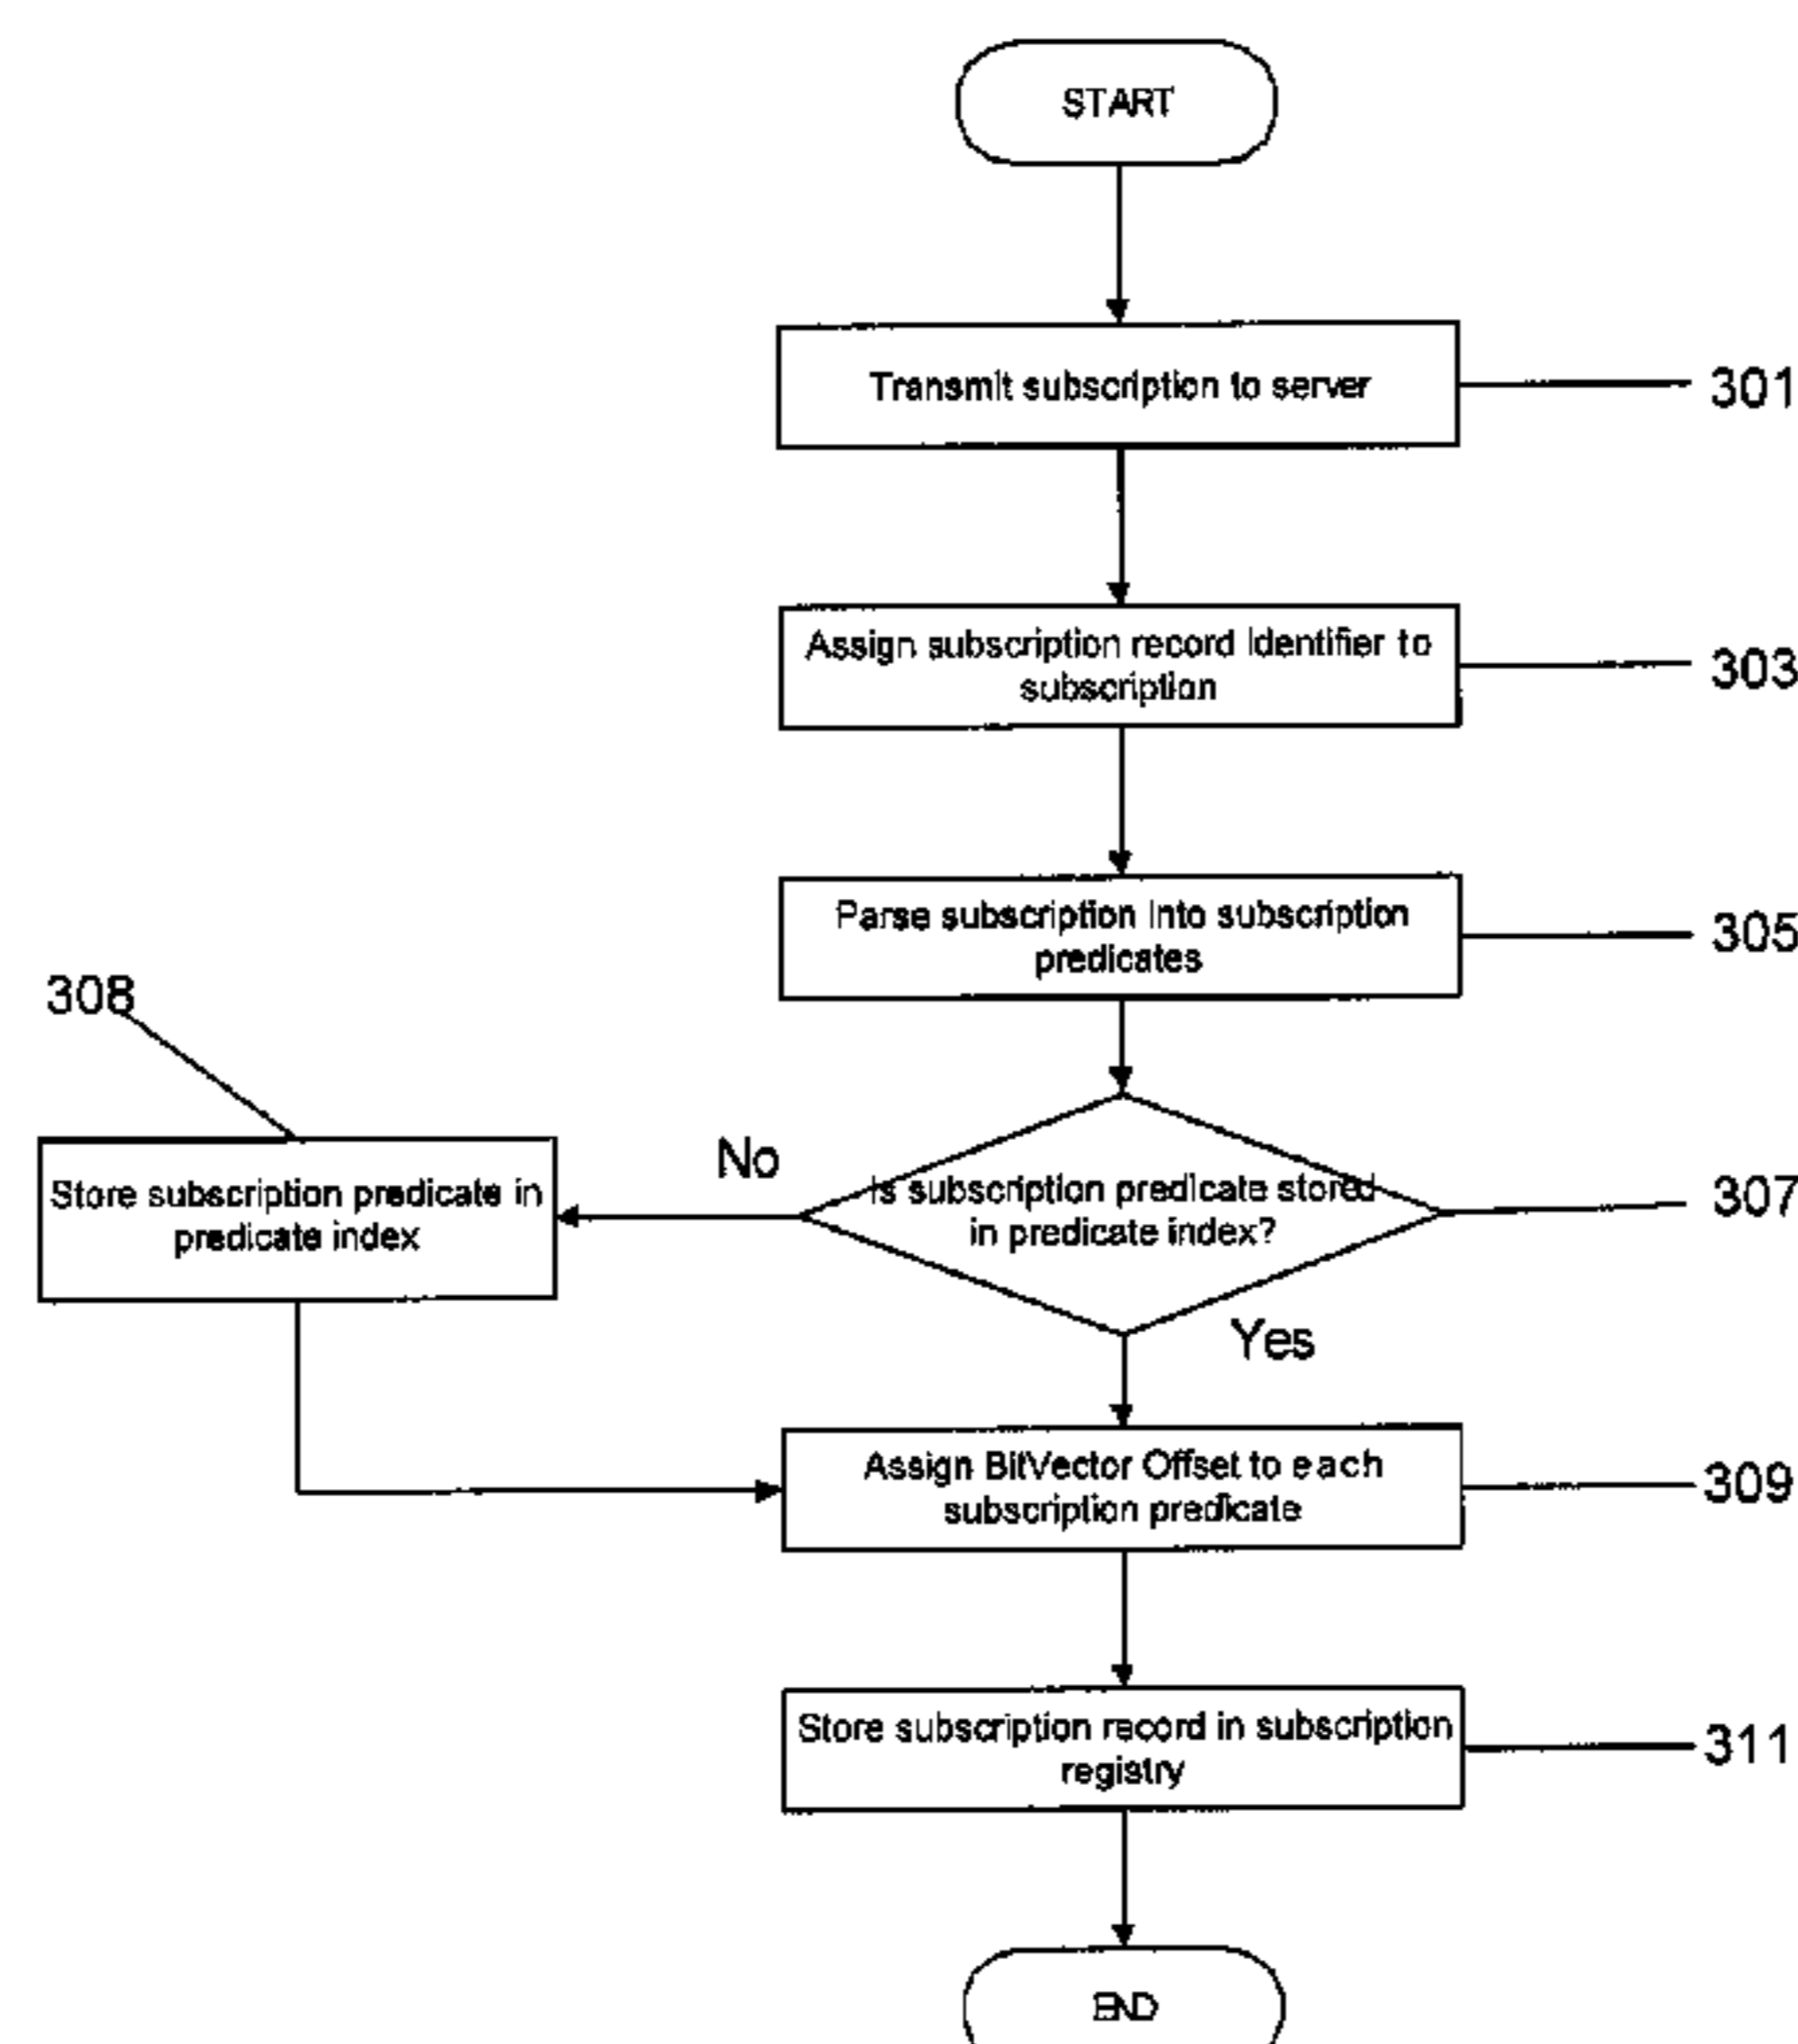 START
Transmit subscription to server
301
Assign subscription record identifier to
subscription
303
Parse subscription into subscription
predicates
305
308
Store subscription predicate in
predicate index
No
Is subscription predicate stored
in predicate index?
307
Yes
Assign BitVector Offset to each
subscription predicate
309
Store subscription record in subscription
registry
311
END